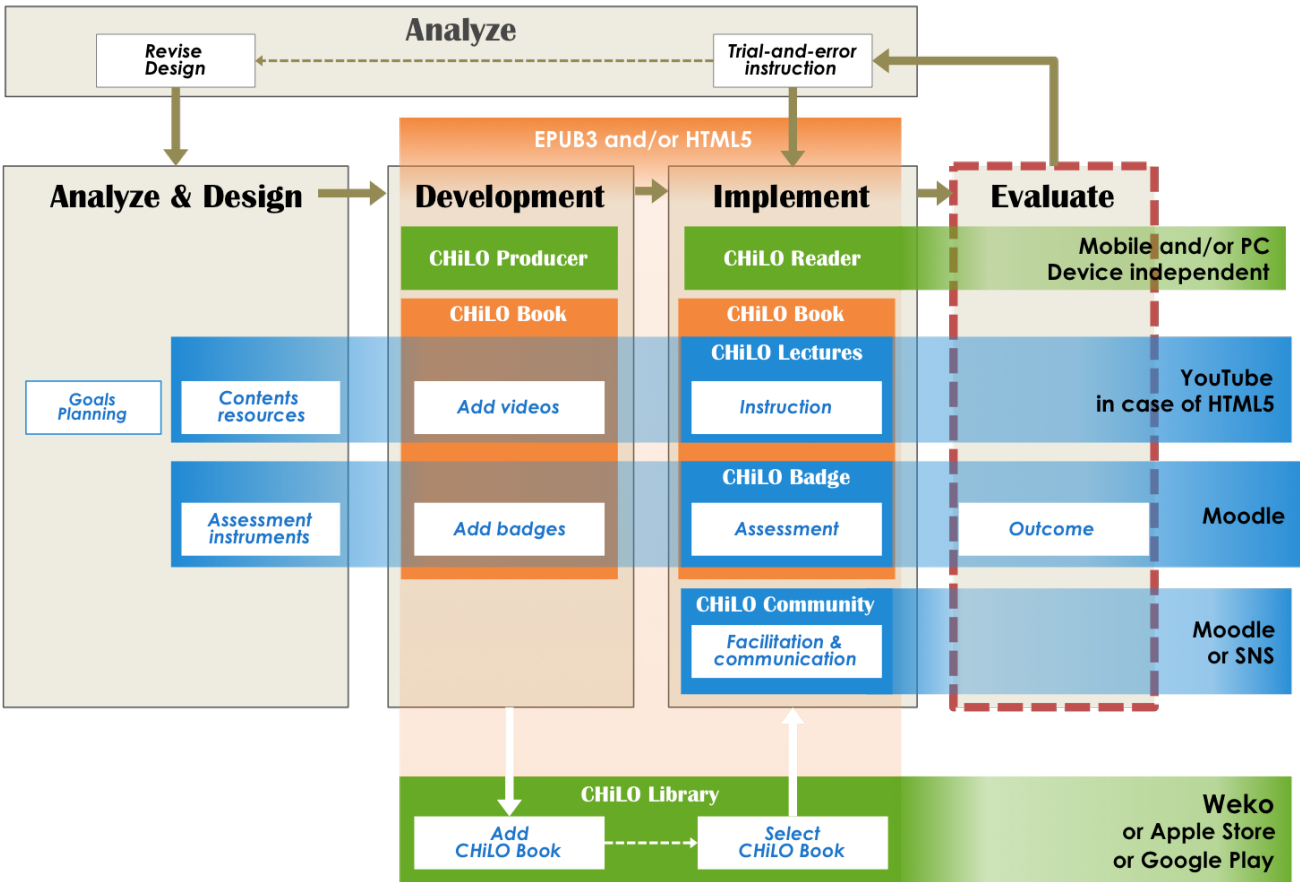 Analyze
Revise
Design
Trial-and-error
instruction
EPUB3 and/or HTML5
Analyze & Design
Development
Implement
Evaluate
CHiLO Producer
CHiLO Reader
Mobile and/or PC
Device independent
CHiLO Book
CHiLO Book
CHiLO Lectures
Goals
Planning
Contents
resources
Add videos
Instruction
YouTube
in case of HTML5
CHiLO Badge
Assessment
instruments
Add badges
Assessment
Outcome
Moodle
CHiLO Community
Facilitation &
communication
Moodle
or SNS
CHiLO Library
Add
CHiLO Book
Select
CHiLO Book
Weko
or Apple Store
or Google Play